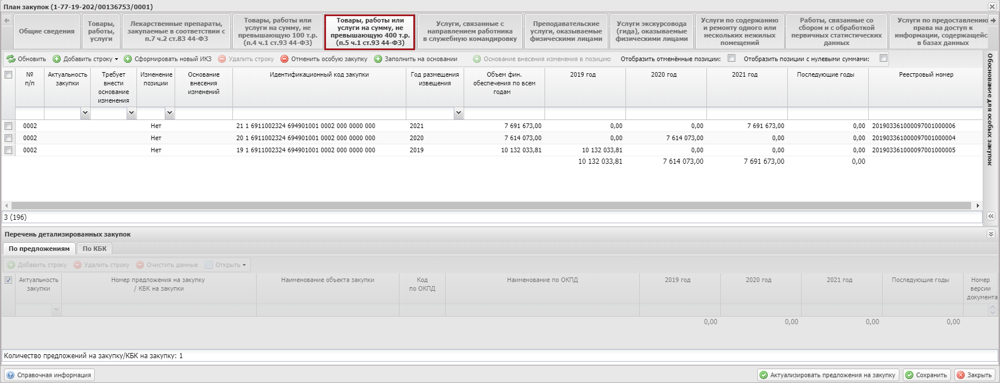 План закупок (1-77-19-202/00136753/0001)
Общие сведения
Товары,
работы,
услуги
Лекарственные препараты,
закупаемые в соответствии с
п.7 ч.2 ст.83 44-ФЗ
Товары, работы или
услуги на сумму, не
превышающую 100 т.р.
(п.4 ч.1 ст.93 44-ФЗ)
Товары, работы или
услуги на сумму, не
превышающую 400 т.р.
(п.5 ч.1 ст.93 44-ФЗ)
Услуги, связанные с
направлением работника
в служебную командировку
Преподавательские
услуги, оказываемые
физическими лицами
Услуги экскурсовода
(гида), оказываемые
физическими лицами
Услуги по содержанию
и ремонту одного или
нескольких нежилых
помещений
Работы, связанные со
сбором и с обработкой
первичных статистических
данных
Услуги по предоставлению
права на доступ к
информации, содержащейс
в базах данных
Обновить Добавить строку Сформировать новый ИКЗ Удалить строку Отменить особую закупку Заполнить на основании Основание внесения изменения в позицию Отобразить отменённые позиции: Отобразить позиции с нулевыми суммами:
Обоснование для особых закупок
№
п/п
Актуальность
закупки
Требует
внести
основание
изменения
Изменение
позиции
Основание
внесения
изменений
Идентификационный код закупки
Год размещения
извещения
Объем фин.
обеспечения по всем
годам
2019 год
2020 год
2021 год
Последующие годы
Реестровый номер
0002 Нет 21 1 6911002324 694901001 0002 000 0000 000 2021 7 691 673,00 0,00 0,00 7 691 673,00 0,00 201903361000097001000006
0002 Нет 20 1 6911002324 694901001 0002 000 0000 000 2020 7 614 073,00 0,00 7 614 073,00 0,00 0,00 201903361000097001000004
0002 Нет 19 1 6911002324 694901001 0002 000 0000 000 2019 10 132 033,81 10 132 033,81 0,00 0,00 0,00 201903361000097001000005
10 132 033,81 7 614 073,00 7 691 673,00 0,00
3 (196)
Перечень детализированных закупок
По предложениям По КБК
Добавить строку Удалить строку Очистить данные Открыть
Актуальность
закупки
Номер предложения на закупку
/ КБК на закупки
Наименование объекта закупки
Код
по ОКПД
Наименование по ОКПД
2019 год
2020 год
2021 год
Последующие годы
Номер
версии
документа
0,00 0,00 0,00 0,00
Количество предложений на закупку/КБК на закупку: 1
Справочная информация Актуализировать предложения на закупку Сохранить Закрыть